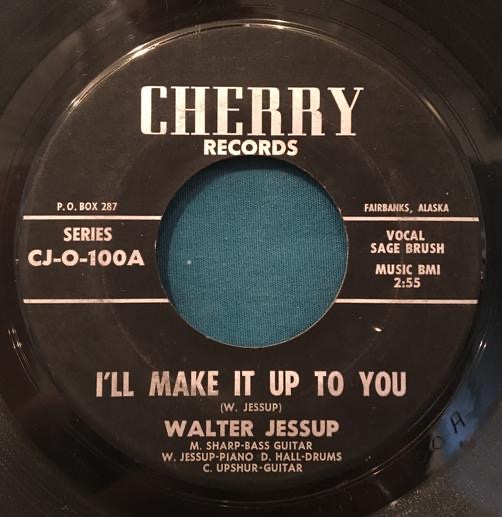 CHERRY
RECORDS
P.O. BOX 287
FAIRBANKS, ALASKA
SERIES
CJ-O-100A
VOCAL
SAGE BRUSH
MUSIC BMI
2:55
I'LL MAKE IT UP TO YOU
(W. JESSUP)
WALTER JESSUP
M. SHARP-BASS GUITAR
W. JESSUP-PIANO D. HALL-DRUMS
C. UPSHUR-GUITAR